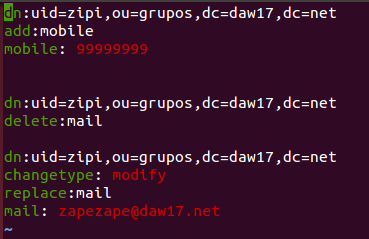 dn:uid=zipi,ou=grupos,dc=daw17,dc=net
add:mobile
mobile: 99999999
dn:uid=zipi,ou=grupos,dc=daw17,dc=net
delete:mail
dn:uid=zipi,ou=grupos,dc=daw17,dc=net
changetype: modify
replace:mail
mail: zapezape@daw17.net
~